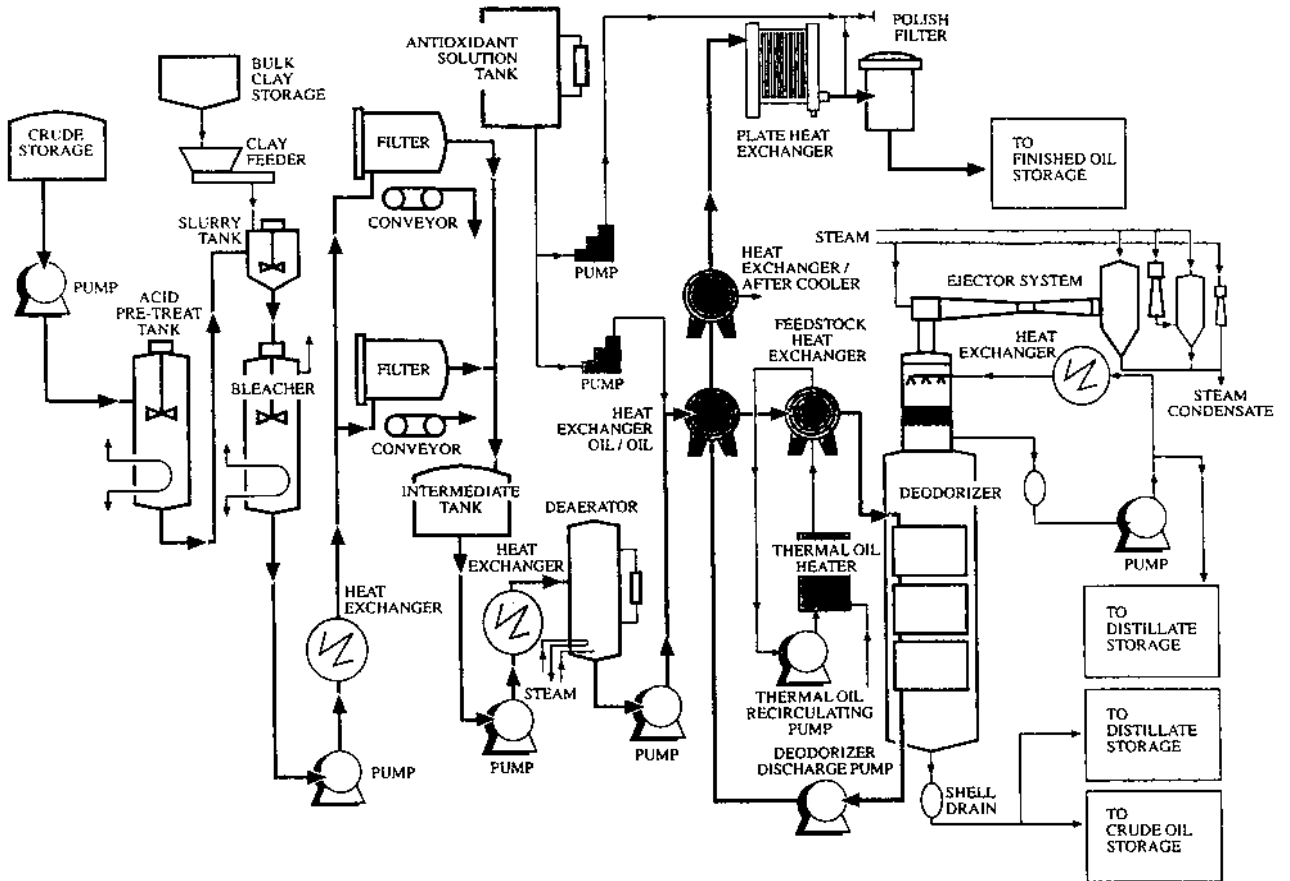 BULK
CLAY
STORAGE
CRUDE
STORAGE
CLAY
FEEDER
SLURRY
TANK
PUMP
ACID
PRE-TREAT
TANK
BLEACHER
FILTER
CONVEYOR
FILTER
CONVEYOR
HEAT
EXCHANGER
PUMP
ANTIOXIDANT
SOLUTION
TANK
PUMP
PUMP
INTERMEDIATE
TANK
DEAERATOR
HEAT
EXCHANGER
STEAM
PUMP
PUMP
POLISH
FILTER
PLATE HEAT
EXCHANGER
TO
FINISHED OIL
STORAGE
HEAT
EXCHANGER /
AFTER COOLER
FEEDSTOCK
HEAT
EXCHANGER
HEAT
EXCHANGER
OIL / OIL
STEAM
EJECTOR SYSTEM
HEAT
EXCHANGER
STEAM
CONDENSATE
DEODORIZER
THERMAL OIL
HEATER
THERMAL OIL
RECIRCULATING
PUMP
PUMP
DEODORIZER
DISCHARGE PUMP
SHELL
DRAIN
TO
DISTILLATE
STORAGE
TO
DISTILLATE
STORAGE
TO
CRUDE OIL
STORAGE